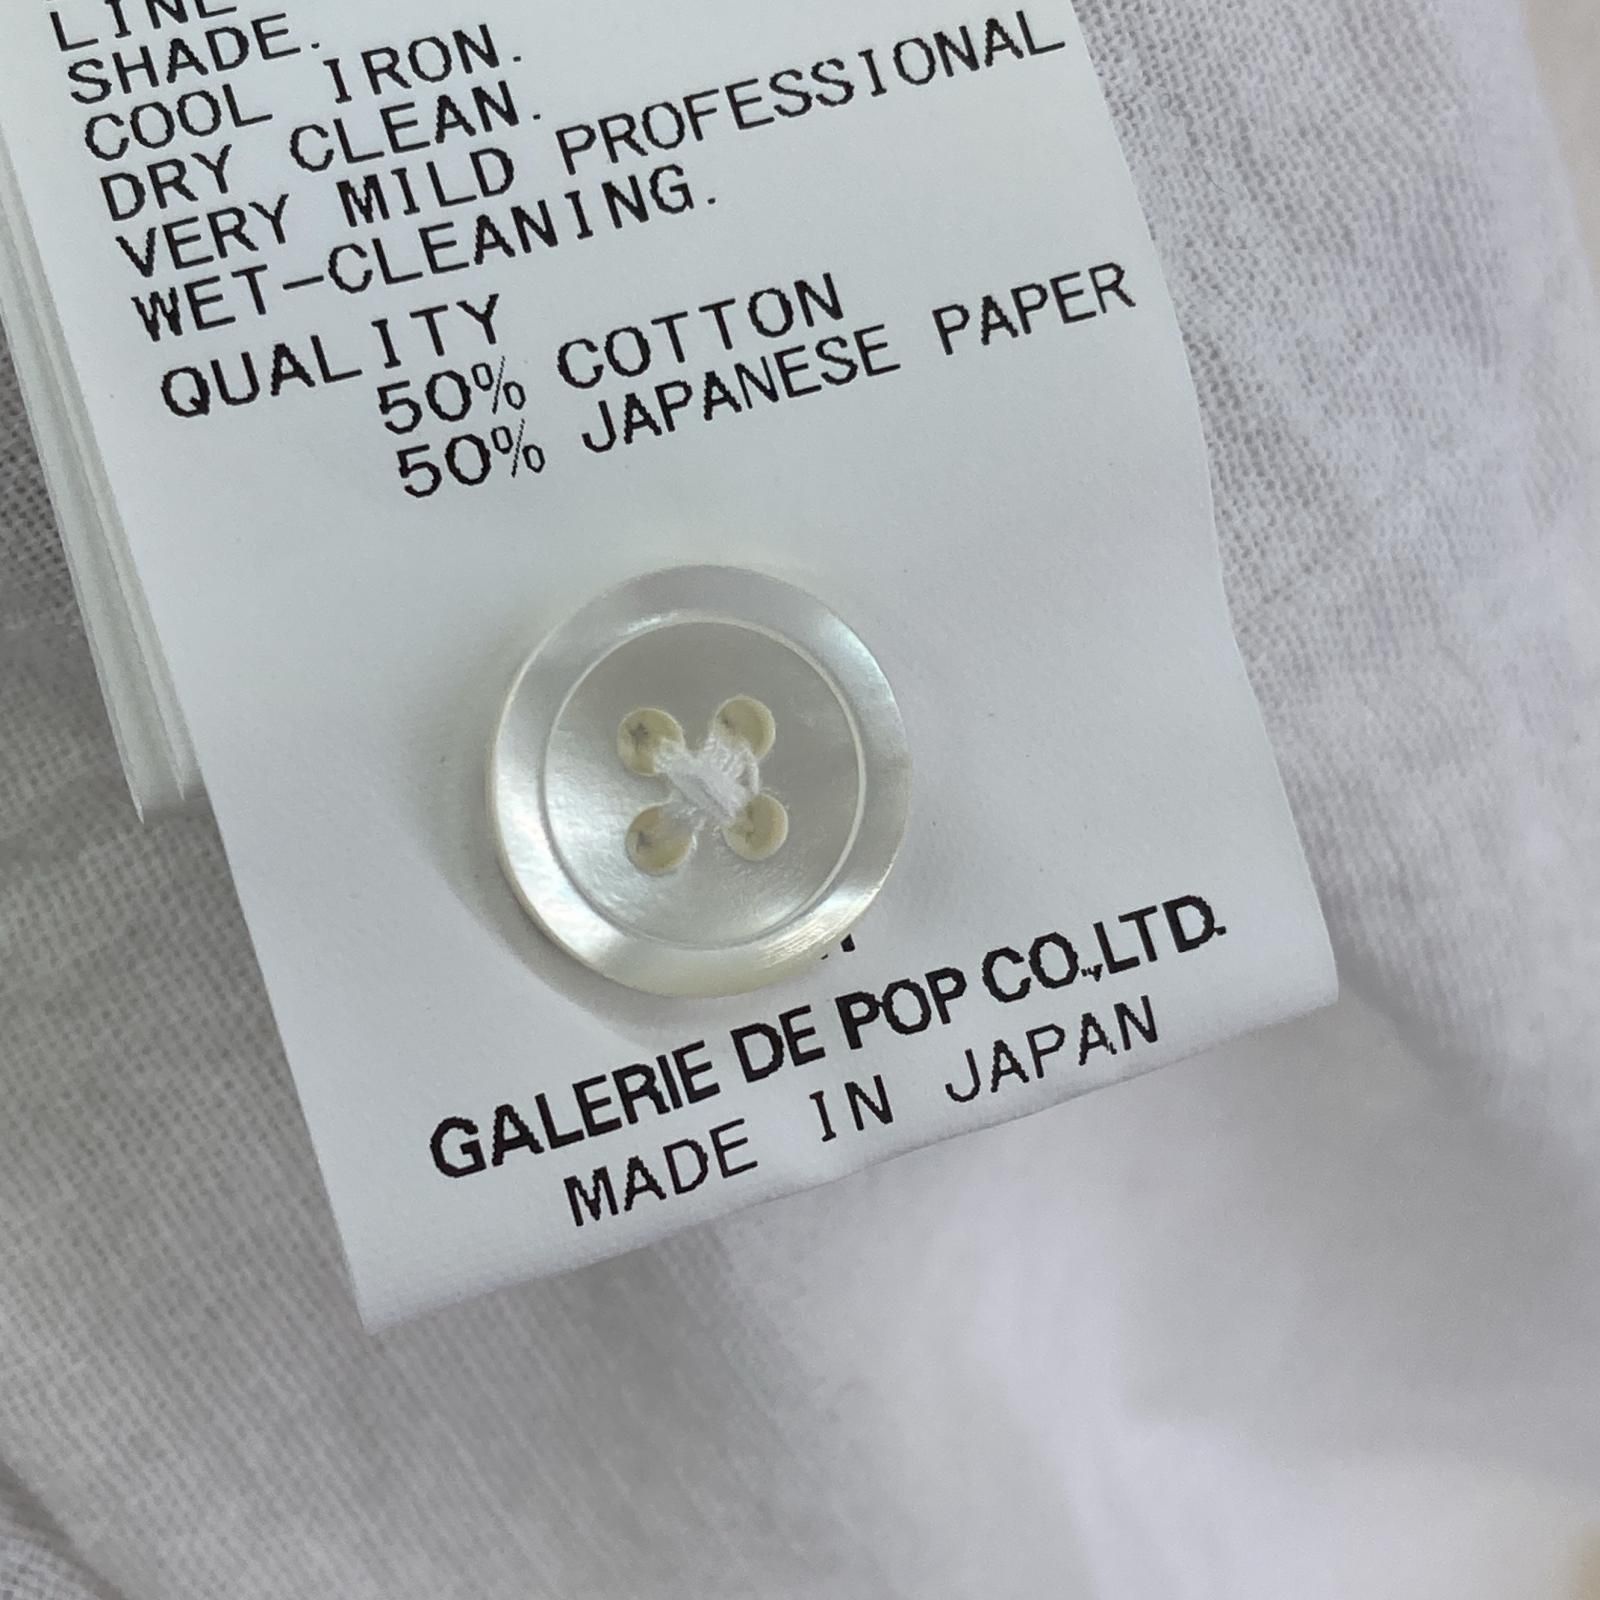 LINE
SHADE.
COOL IRON.
DRY CLEAN.
VERY MILD PROFESSIONAL
WET-CLEANING.
QUALITY
50% COTTON
50% JAPANESE PAPER
GALERIE DE POP CO.,LTD.
MADE IN JAPAN